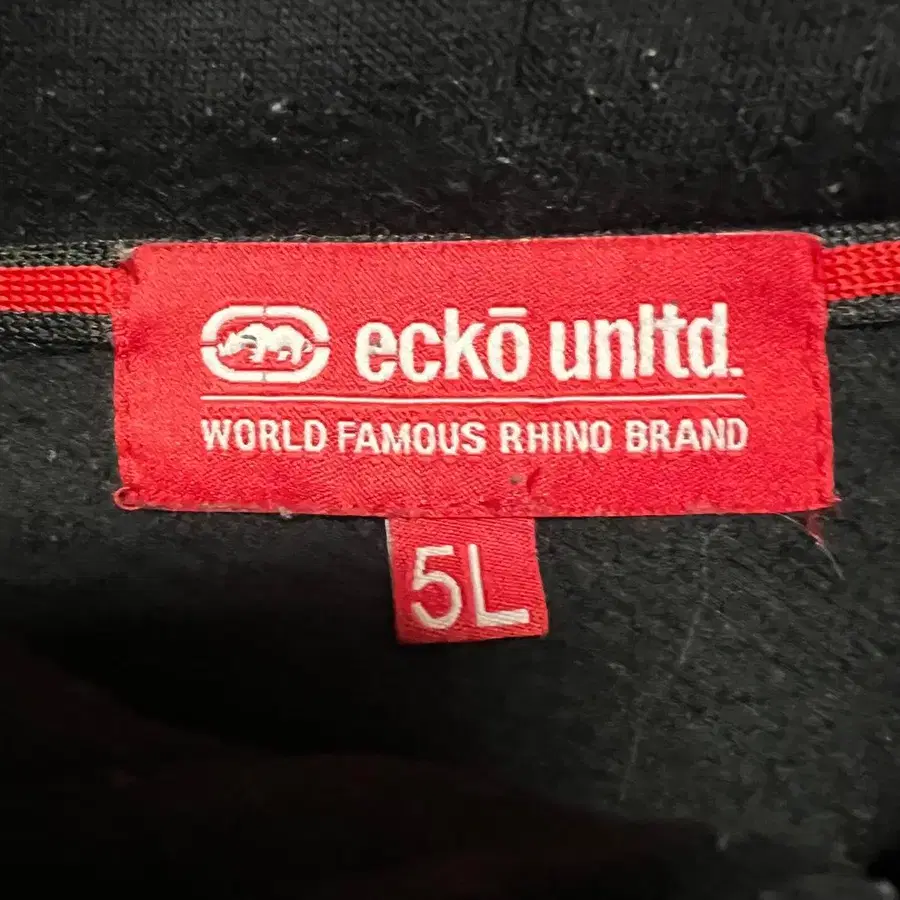 eckō unltd.
WORLD FAMOUS RHINO BRAND
5L